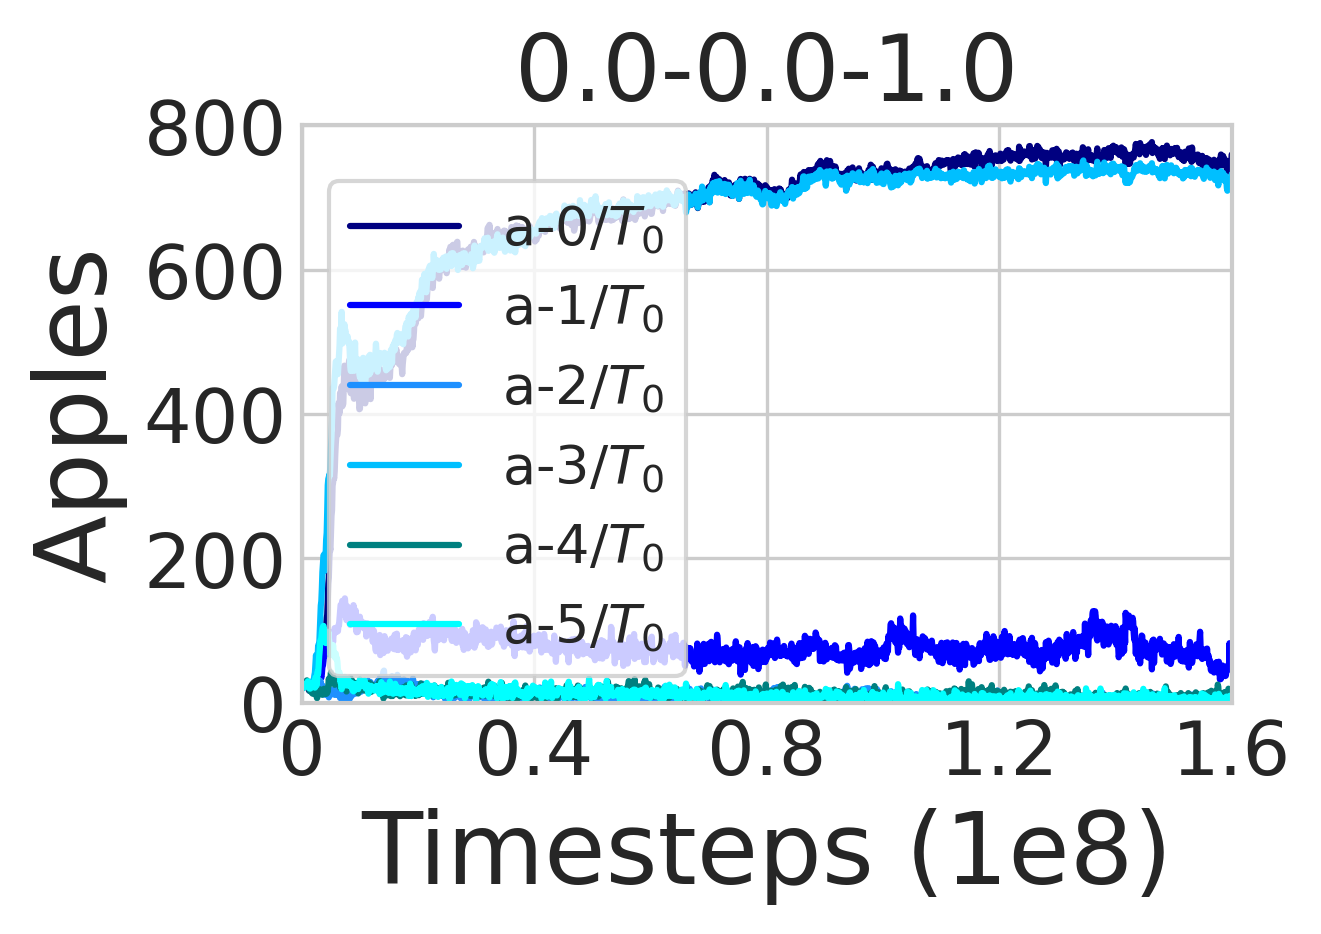 0.0-0.0-1.0
800
600
400
200
0
Apples
a-0/T₀
a-1/T₀
a-2/T₀
a-3/T₀
a-4/T₀
a-5/T₀
0 0.4 0.8 1.2 1.6
Timesteps (1e8)